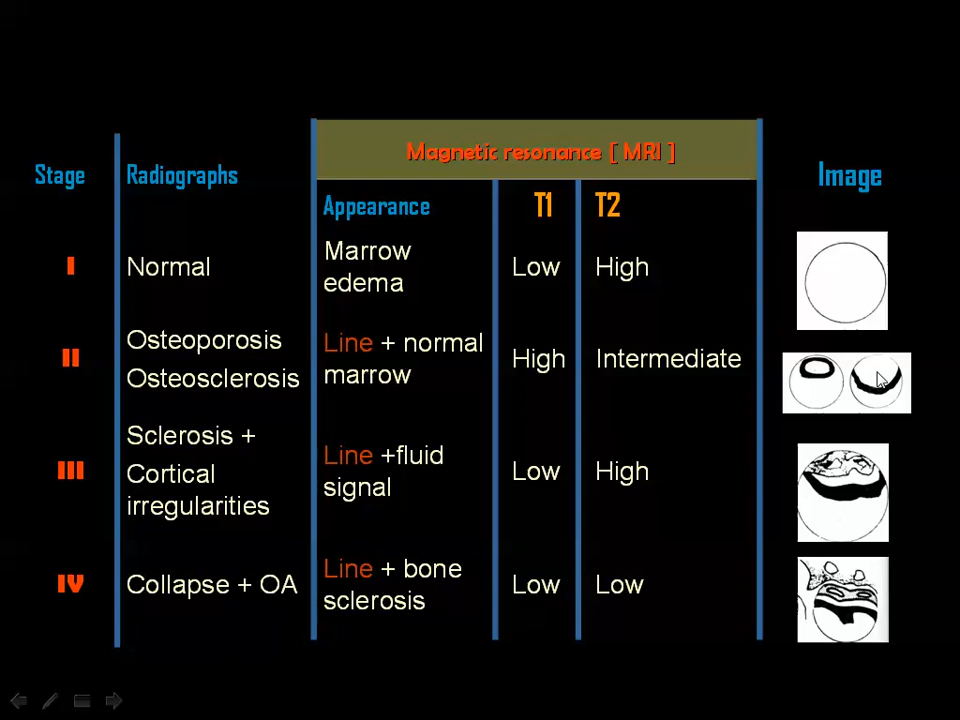 Magnetic resonance [ MRI ]
Stage Radiographs Image
Appearance T1 T2
I Normal Marrow edema Low High
II Osteoporosis Osteosclerosis Line + normal marrow High Intermediate
III Sclerosis + Cortical irregularities Line +fluid signal Low High
IV Collapse + OA Line + bone sclerosis Low Low